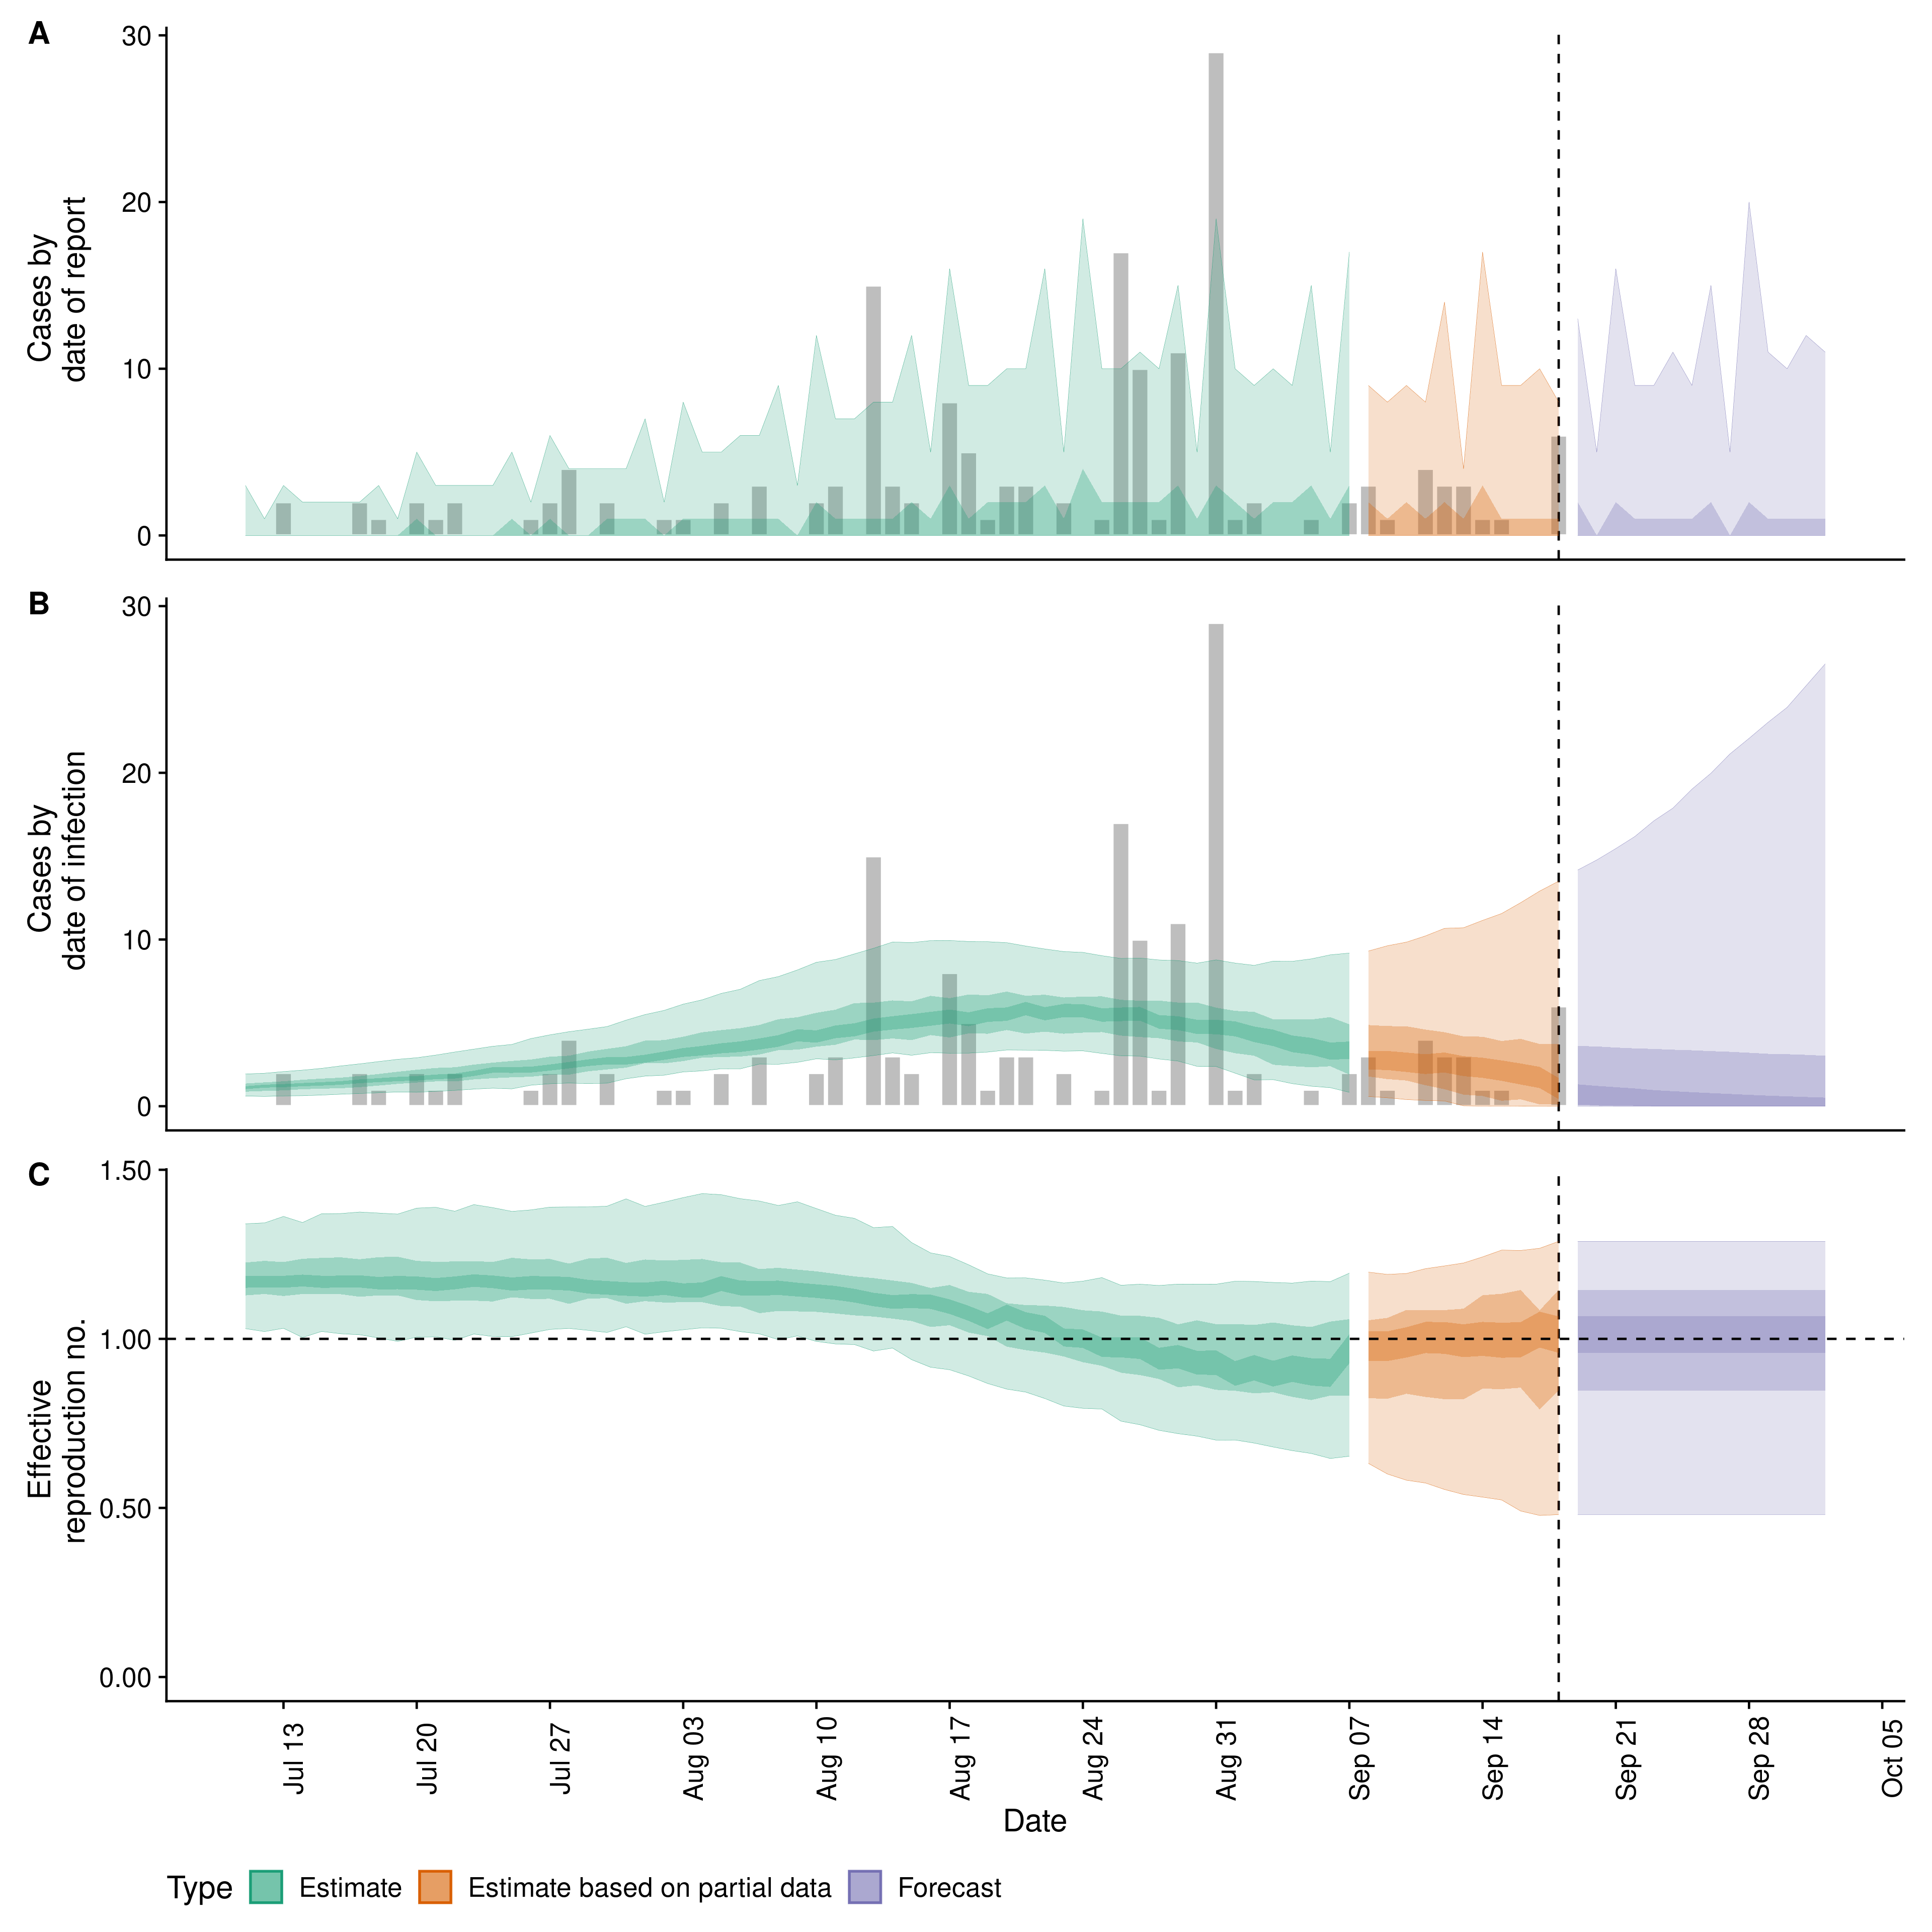 A
30
20
10
0
Cases by
date of report
B
30
20
10
0
Cases by
date of infection
C
1.50
1.00
0.50
0.00
Effective
reproduction no.
Jul 13
Jul 20
Jul 27
Aug 03
Aug 10
Aug 17
Aug 24
Aug 31
Sep 07
Sep 14
Sep 21
Sep 28
Oct 05
Date
Type Estimate Estimate based on partial data Forecast